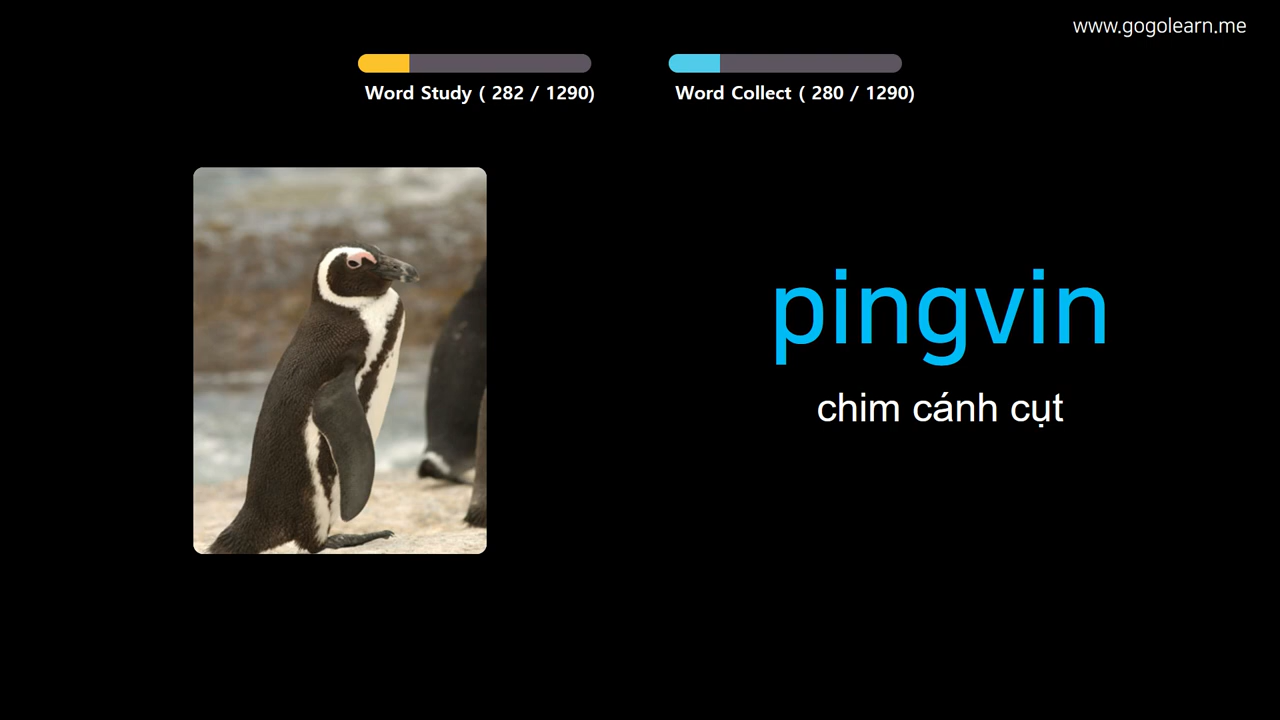 www.gogolearn.me
Word Study ( 282 / 1290)
Word Collect ( 280 / 1290)
pingvin
chim cánh cụt